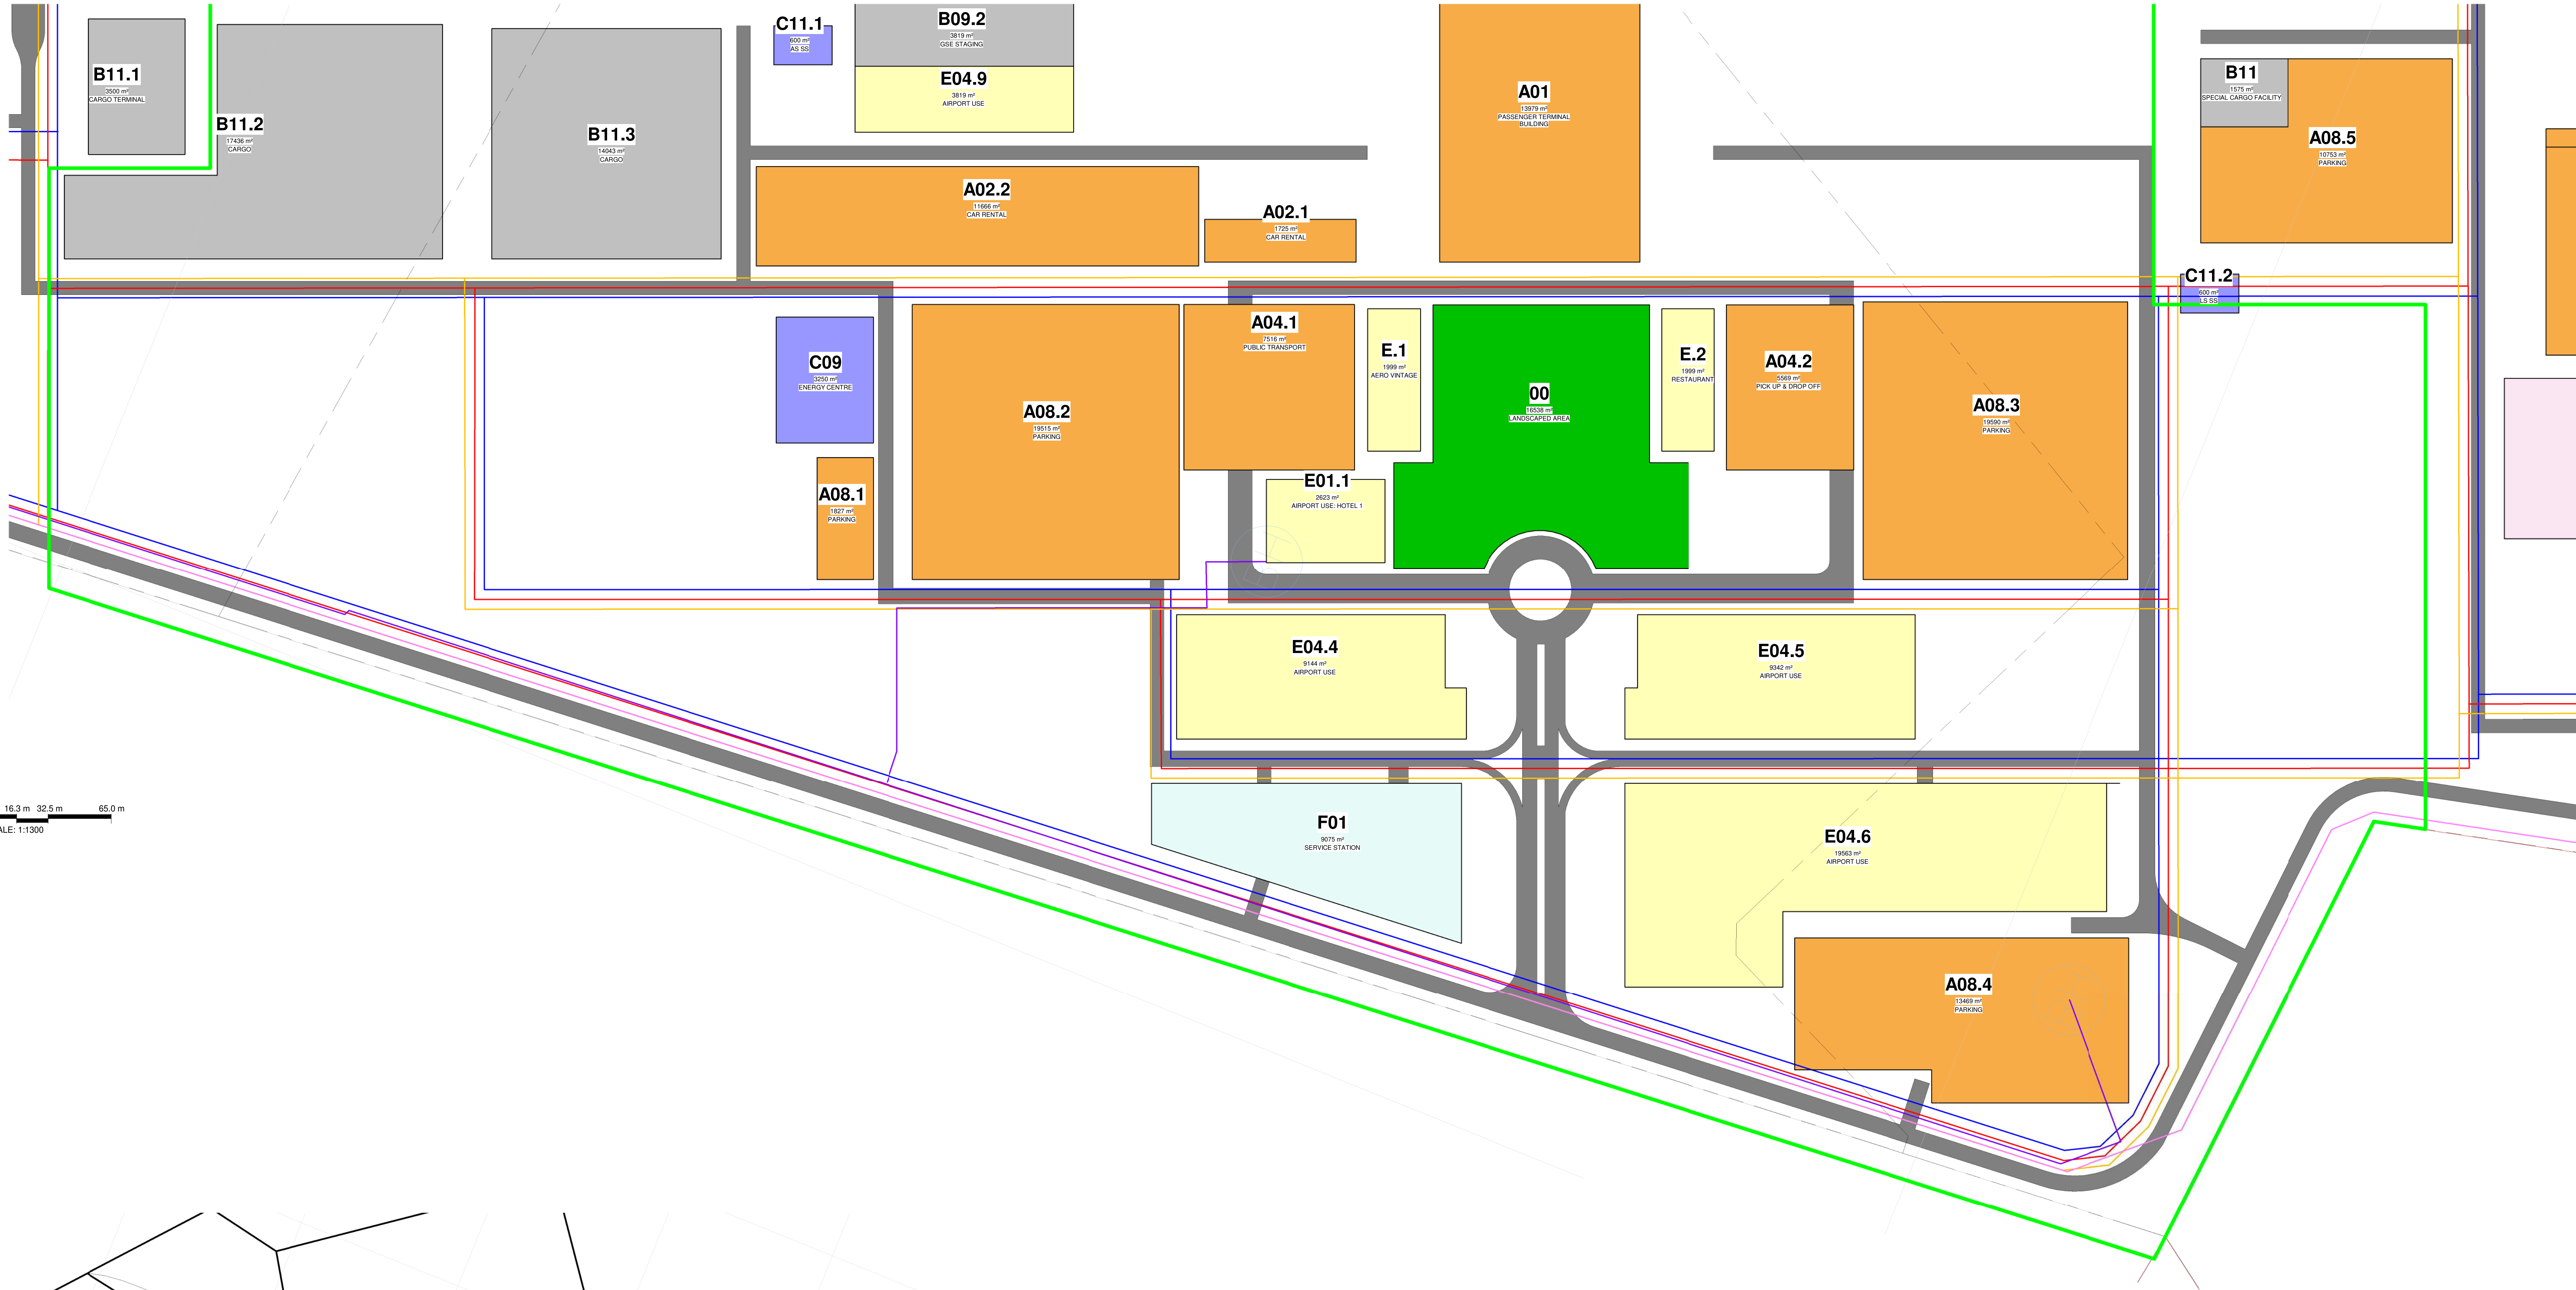 C11.1
600 m²
AS SS
B09.2
3819 m²
GSE STAGING
B11.1
3500 m²
CARGO TERMINAL
B11.2
17436 m²
CARGO
B11.3
14043 m²
CARGO
E04.9
3819 m²
AIRPORT USE
A01
13979 m²
PASSENGER TERMINAL
BUILDING
B11
1575 m²
SPECIAL CARGO FACILITY
A08.5
10753 m²
PARKING
A02.2
11666 m²
CAR RENTAL
A02.1
1725 m²
CAR RENTAL
C11.2
600 m²
LS SS
C09
3250 m²
ENERGY CENTRE
A08.2
19515 m²
PARKING
A04.1
7516 m²
PUBLIC TRANSPORT
E.1
1999 m²
AERO VINTAGE
00
16538 m²
LANDSCAPED AREA
E.2
1999 m²
RESTAURANT
A04.2
5569 m²
PICK UP & DROP OFF
A08.3
19590 m²
PARKING
A08.1
1827 m²
PARKING
E01.1
2623 m²
AIRPORT USE: HOTEL 1
E04.4
9144 m²
AIRPORT USE
E04.5
9342 m²
AIRPORT USE
16.3 m 32.5 m 65.0 m
ALE: 1:1300
F01
9075 m²
SERVICE STATION
E04.6
19563 m²
AIRPORT USE
A08.4
13469 m²
PARKING